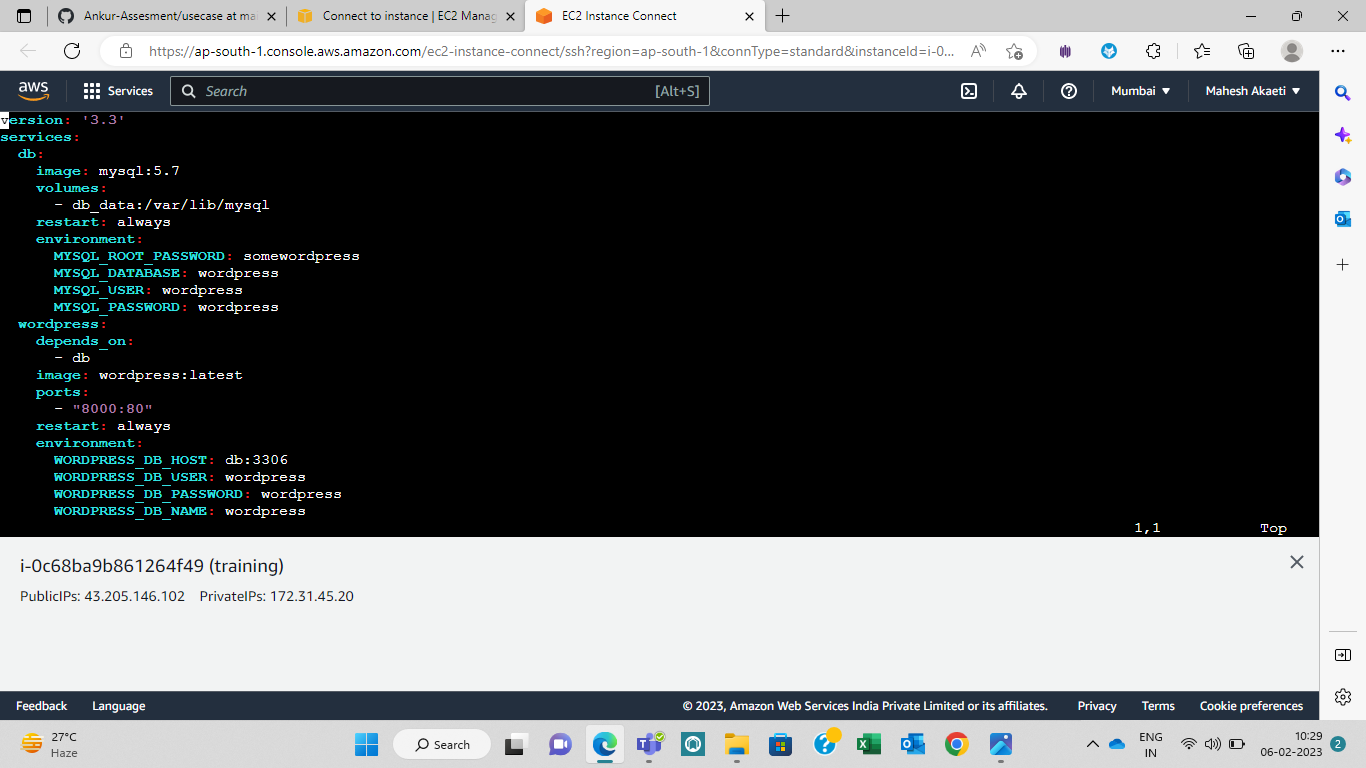 Ankur-Assesment/usecase at ma
Connect to instance | EC2 Manag
EC2 Instance Connect
https://ap-south-1.console.aws.amazon.com/ec2-instance-connect/ssh?region=ap-south-1&connType=standard&instanceId=i-0...
aws
Services
Search
[Alt+S]
Mumbai
Mahesh Akaeti
version: '3.3'
services:
  db:
    image: mysql:5.7
    volumes:
      - db_data:/var/lib/mysql
    restart: always
    environment:
      MYSQL_ROOT_PASSWORD: somewordpress
      MYSQL_DATABASE: wordpress
      MYSQL_USER: wordpress
      MYSQL_PASSWORD: wordpress
  wordpress:
    depends_on:
      - db
    image: wordpress:latest
    ports:
      - "8000:80"
    restart: always
    environment:
      WORDPRESS_DB_HOST: db:3306
      WORDPRESS_DB_USER: wordpress
      WORDPRESS_DB_PASSWORD: wordpress
      WORDPRESS_DB_NAME: wordpress
1,1 Top
i-0c68ba9b861264f49 (training)
PublicIPs: 43.205.146.102 PrivateIPs: 172.31.45.20
Feedback Language © 2023, Amazon Web Services India Private Limited or its affiliates. Privacy Terms Cookie preferences
27°C
Haze
Search
ENG
IN
10:29
06-02-2023
2